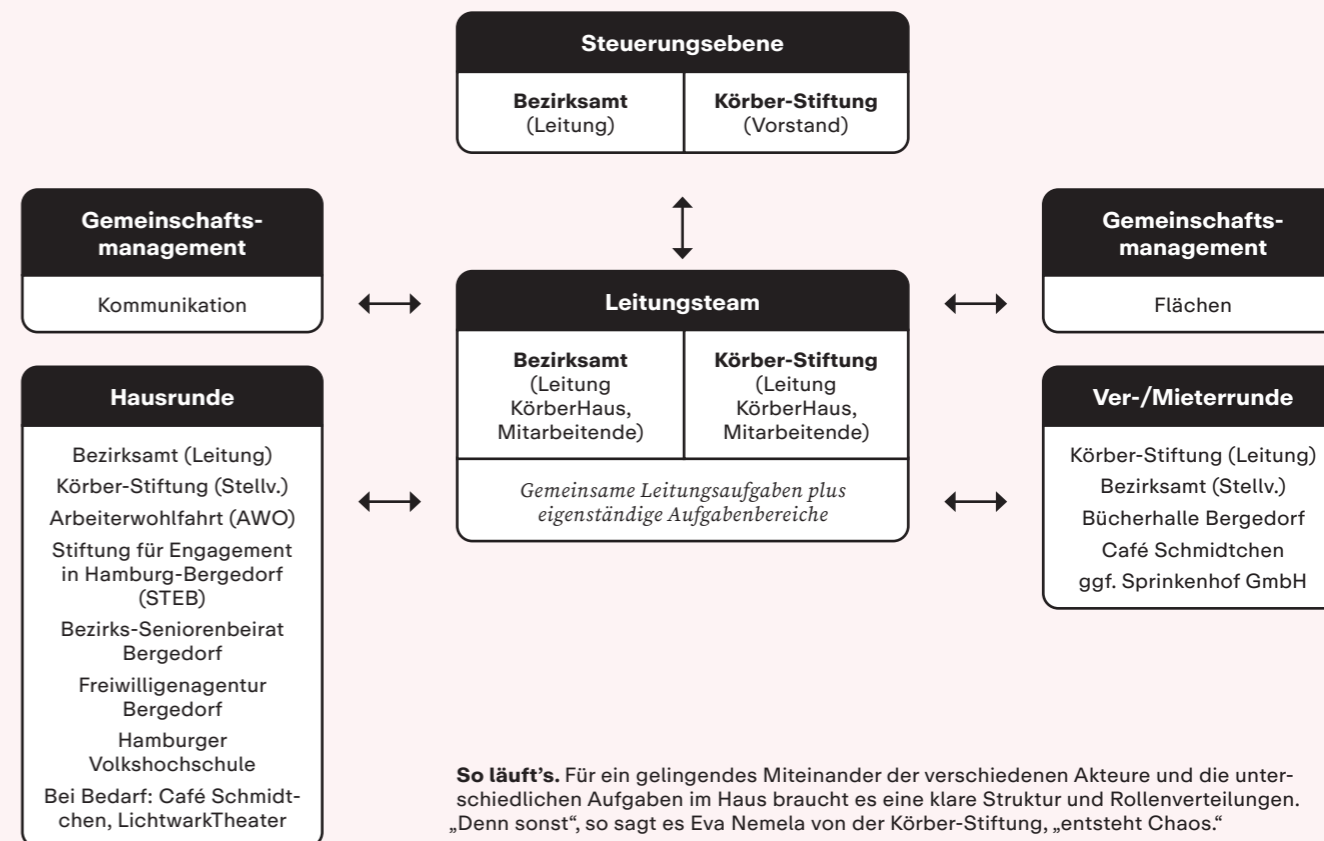 Steuerungsebene
Bezirksamt
(Leitung)
Körber-Stiftung
(Vorstand)
Gemeinschafts-
management
Kommunikation
Hausrunde
Bezirksamt (Leitung)
Körber-Stiftung (Stellv.)
Arbeiterwohlfahrt (AWO)
Stiftung für Engagement
in Hamburg-Bergedorf
(STEB)
Bezirks-Seniorenbeirat
Bergedorf
Freiwilligenagentur
Bergedorf
Hamburger
Volkshochschule
Bei Bedarf: Café Schmidt-
chen, LichtwarkTheater
Leitungsteam
Bezirksamt
(Leitung
KörberHaus,
Mitarbeitende)
Körber-Stiftung
(Leitung
KörberHaus,
Mitarbeitende)
Gemeinsame Leitungsaufgaben plus
eigenständige Aufgabenbereiche
Gemeinschafts-
management
Flächen
Ver-/Mieterrunde
Körber-Stiftung (Leitung)
Bezirksamt (Stellv.)
Bücherhalle Bergedorf
Café Schmidtchen
ggf. Sprinkenhof GmbH
So läuft’s. Für ein gelingendes Miteinander der verschiedenen Akteure und die unter-
schiedlichen Aufgaben im Haus braucht es eine klare Struktur und Rollenverteilungen.
„Denn sonst“, so sagt es Eva Nemela von der Körber-Stiftung, „entsteht Chaos.“